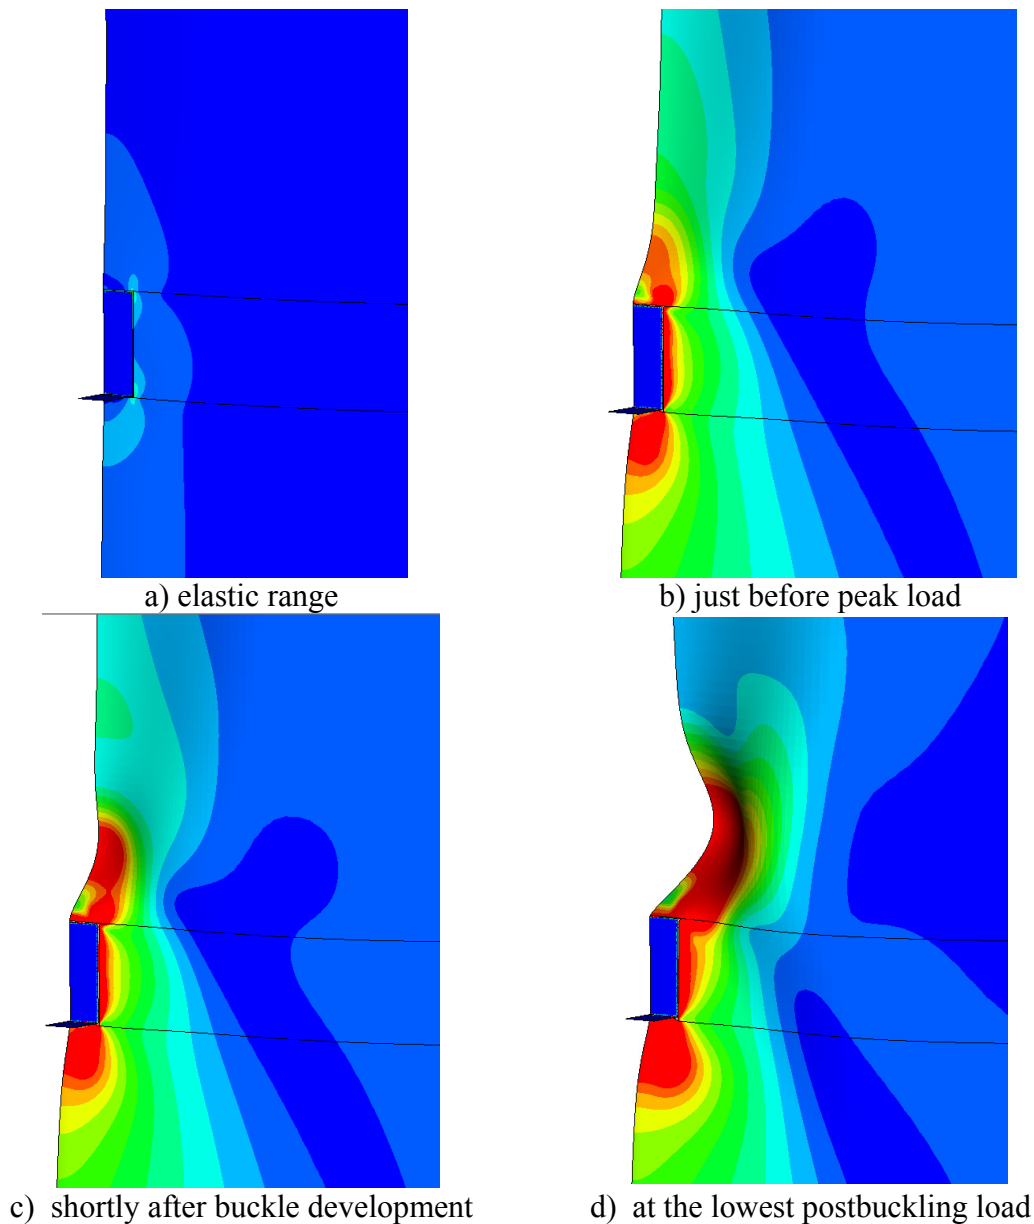 a) elastic range
b) just before peak load
c) shortly after buckle development
d) at the lowest postbuckling load